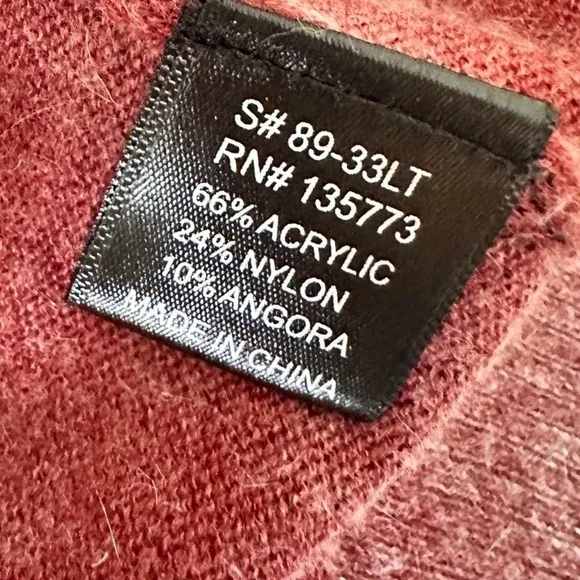 S# 89-33LT
RN# 135773
66% ACRYLIC
24% NYLON
10% ANGORA
MADE IN CHINA